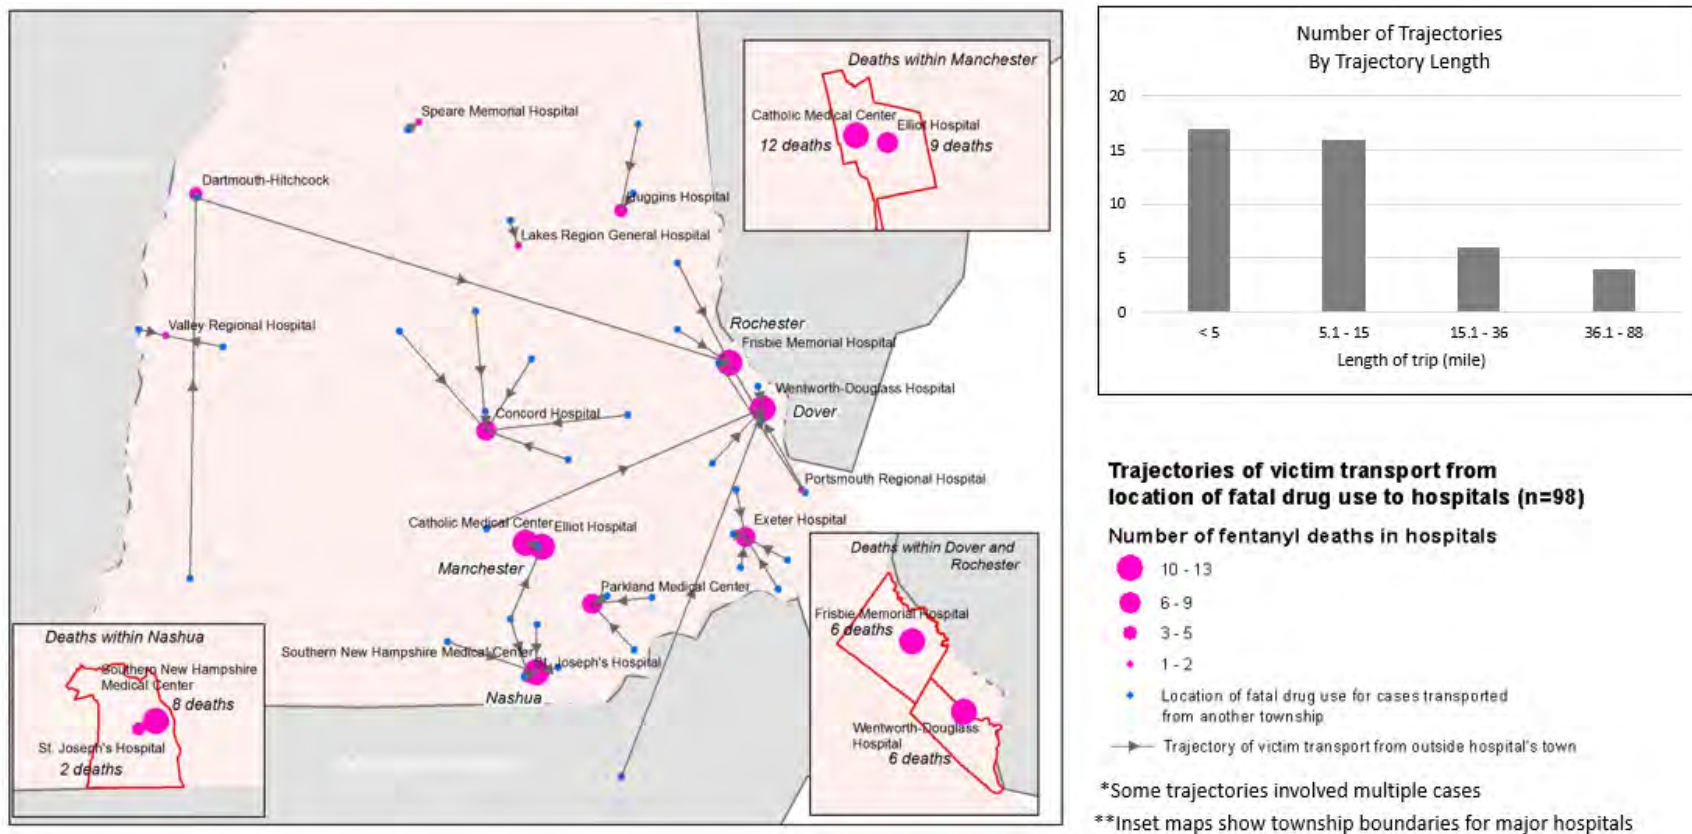 Speare Memorial Hospital
Dartmouth-Hitchcock
Huggins Hospital
Lakes Region General Hospital
Valley Regional Hospital
Rochester
Frisbie Memorial Hospital
Wentworth-Douglass Hospital
Dover
Concord Hospital
Portsmouth Regional Hospital
Catholic Medical Center
Elliot Hospital
Exeter Hospital
Manchester
Parkland Medical Center
Southern New Hampshire Medical Center
St. Joseph's Hospital
Nashua
Deaths within Manchester
Catholic Medical Center
Elliot Hospital
12 deaths
9 deaths
Deaths within Nashua
Southern New Hampshire
Medical Center
8 deaths
St. Joseph's Hospital
2 deaths
Deaths within Dover and
Rochester
Frisbie Memorial Hospital
6 deaths
Wentworth-Douglass
Hospital
6 deaths
Number of Trajectories
By Trajectory Length
20
15
10
5
0
< 5
5.1 - 15
15.1 - 36
36.1 - 88
Length of trip (mile)
Trajectories of victim transport from
location of fatal drug use to hospitals (n=98)
Number of fentanyl deaths in hospitals
10 - 13
6 - 9
3 - 5
1 - 2
Location of fatal drug use for cases transported
from another township
Trajectory of victim transport from outside hospital's town
*Some trajectories involved multiple cases
**Inset maps show township boundaries for major hospitals